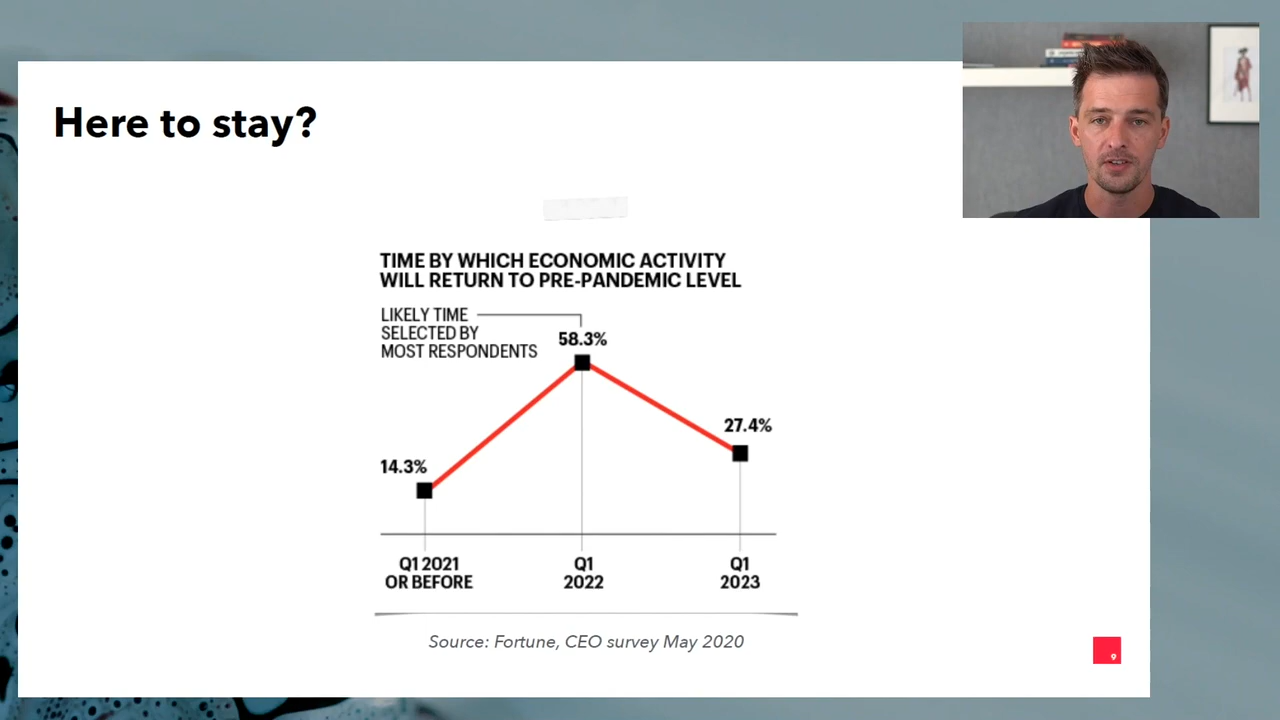 Here to stay?
TIME BY WHICH ECONOMIC ACTIVITY
WILL RETURN TO PRE-PANDEMIC LEVEL
LIKELY TIME
SELECTED BY
MOST RESPONDENTS
58.3%
27.4%
14.3%
Q1 2021
OR BEFORE
Q1
2022
Q1
2023
Source: Fortune, CEO survey May 2020
9